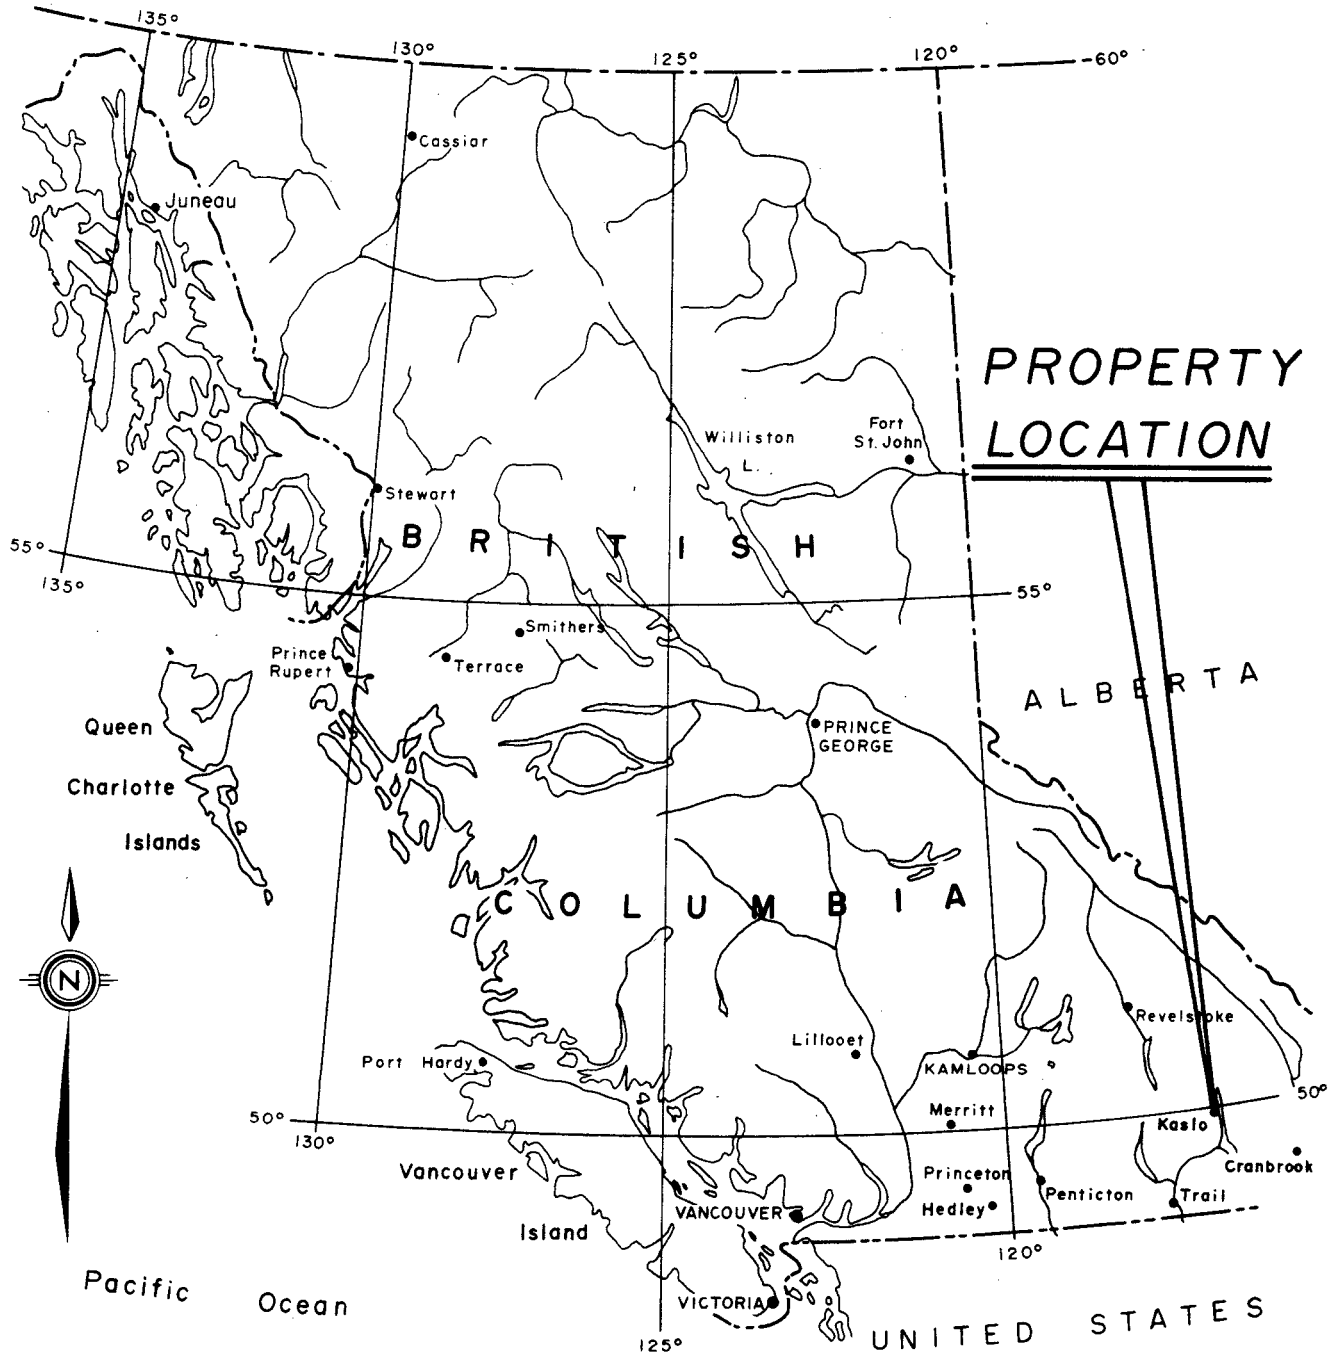 135°
130°
125°
120°
60°
Cassiar
Juneau
PROPERTY
LOCATION
Williston
L.
Fort
St. John
Stewart
BRITISH
55°
135°
55°
Smithers
Prince
Rupert
Terrace
ALBERTA
Queen
Charlotte
Islands
PRINCE
GEORGE
COLUMBIA
N
Revelstoke
Lillooet
Port Hardy
KAMLOOPS
50°
Merritt
Kaslo
50°
130°
Vancouver
Island
Princeton
Hedley
Penticton
Trail
Cranbrook
VANCOUVER
120°
Pacific Ocean
VICTORIA
125°
UNITED STATES